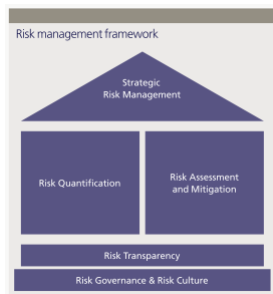 Risk management framework
Strategic
Risk Management
Risk Quantification
Risk Assessment
and Mitigation
Risk Transparency
Risk Governance & Risk Culture